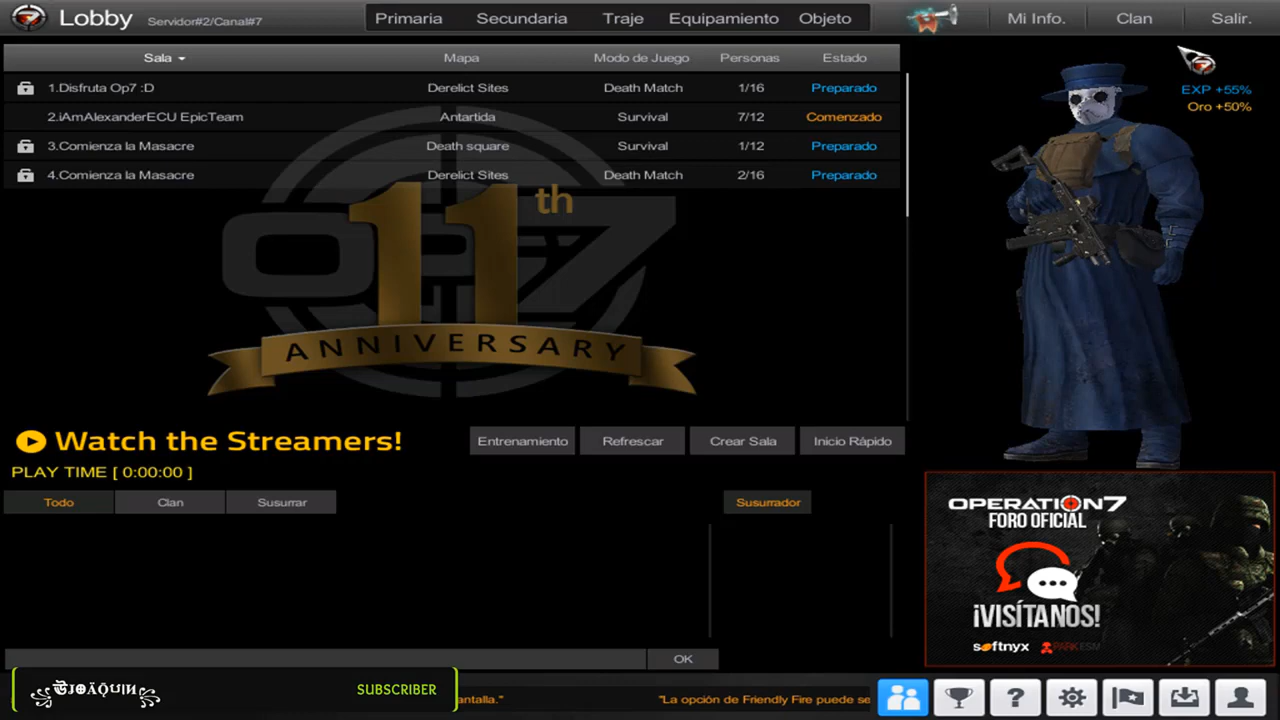 Lobby Servidor#2/Canal#7 Primaria Secundaria Traje Equipamiento Objeto Mi Info. Clan Salir.
Sala Mapa Modo de Juego Personas Estado
1.Disfruta Op7 :D Derelict Sites Death Match 1/16 Preparado
2.iAmAlexanderECU EpicTeam Antartida Survival 7/12 Comenzado
3.Comienza la Masacre Death square Survival 1/12 Preparado
4.Comienza la Masacre Derelict Sites Death Match 2/16 Preparado
EXP +55%
Oro +50%
OP7
11th
ANNIVERSARY
Watch the Streamers! Entrenamiento Refrescar Crear Sala Inicio Rápido
PLAY TIME [ 0:00:00 ]
Todo Clan Susurrar Susurrador
OPERATION7
FORO OFICIAL
¡VISÍTANOS!
softnyx PARKESM
OK
SUBSCRIBER
antalla." "La opción de Friendly Fire puede se